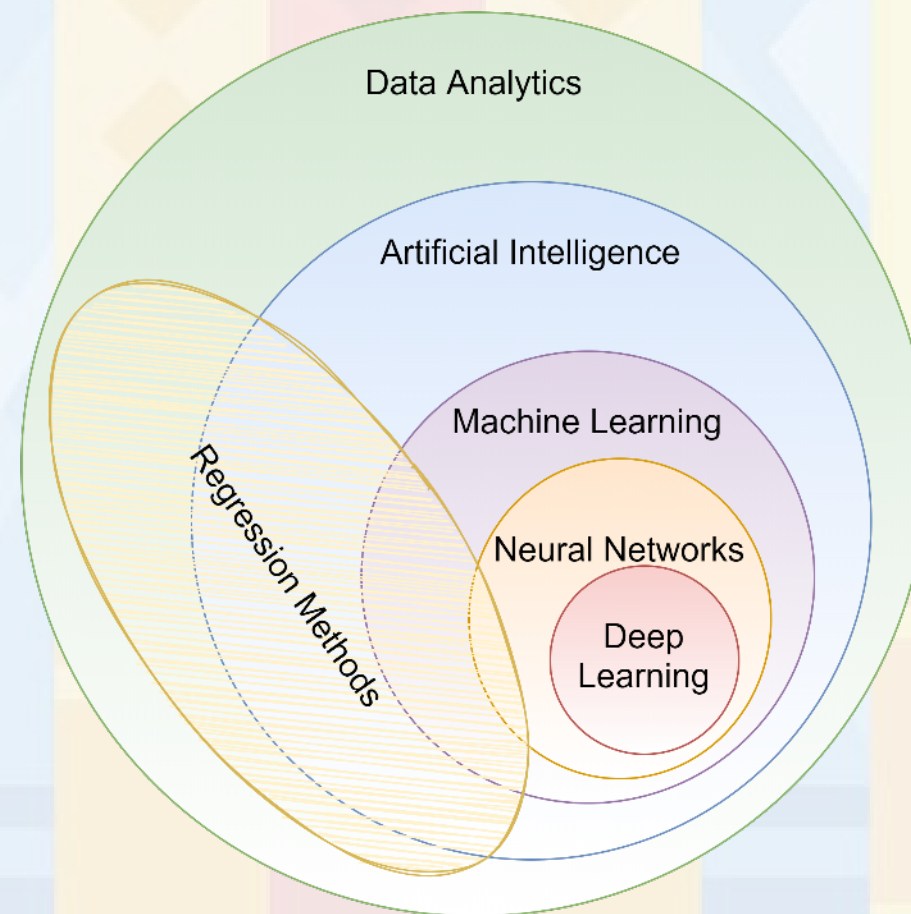 Data Analytics
Artificial Intelligence
Machine Learning
Regression Methods
Neural Networks
Deep
Learning